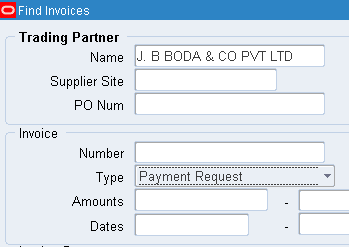 Find Invoices
Trading Partner
Name J. B BODA & CO PVT LTD
Supplier Site
PO Num
Invoice
Number
Type Payment Request
Amounts -
Dates -